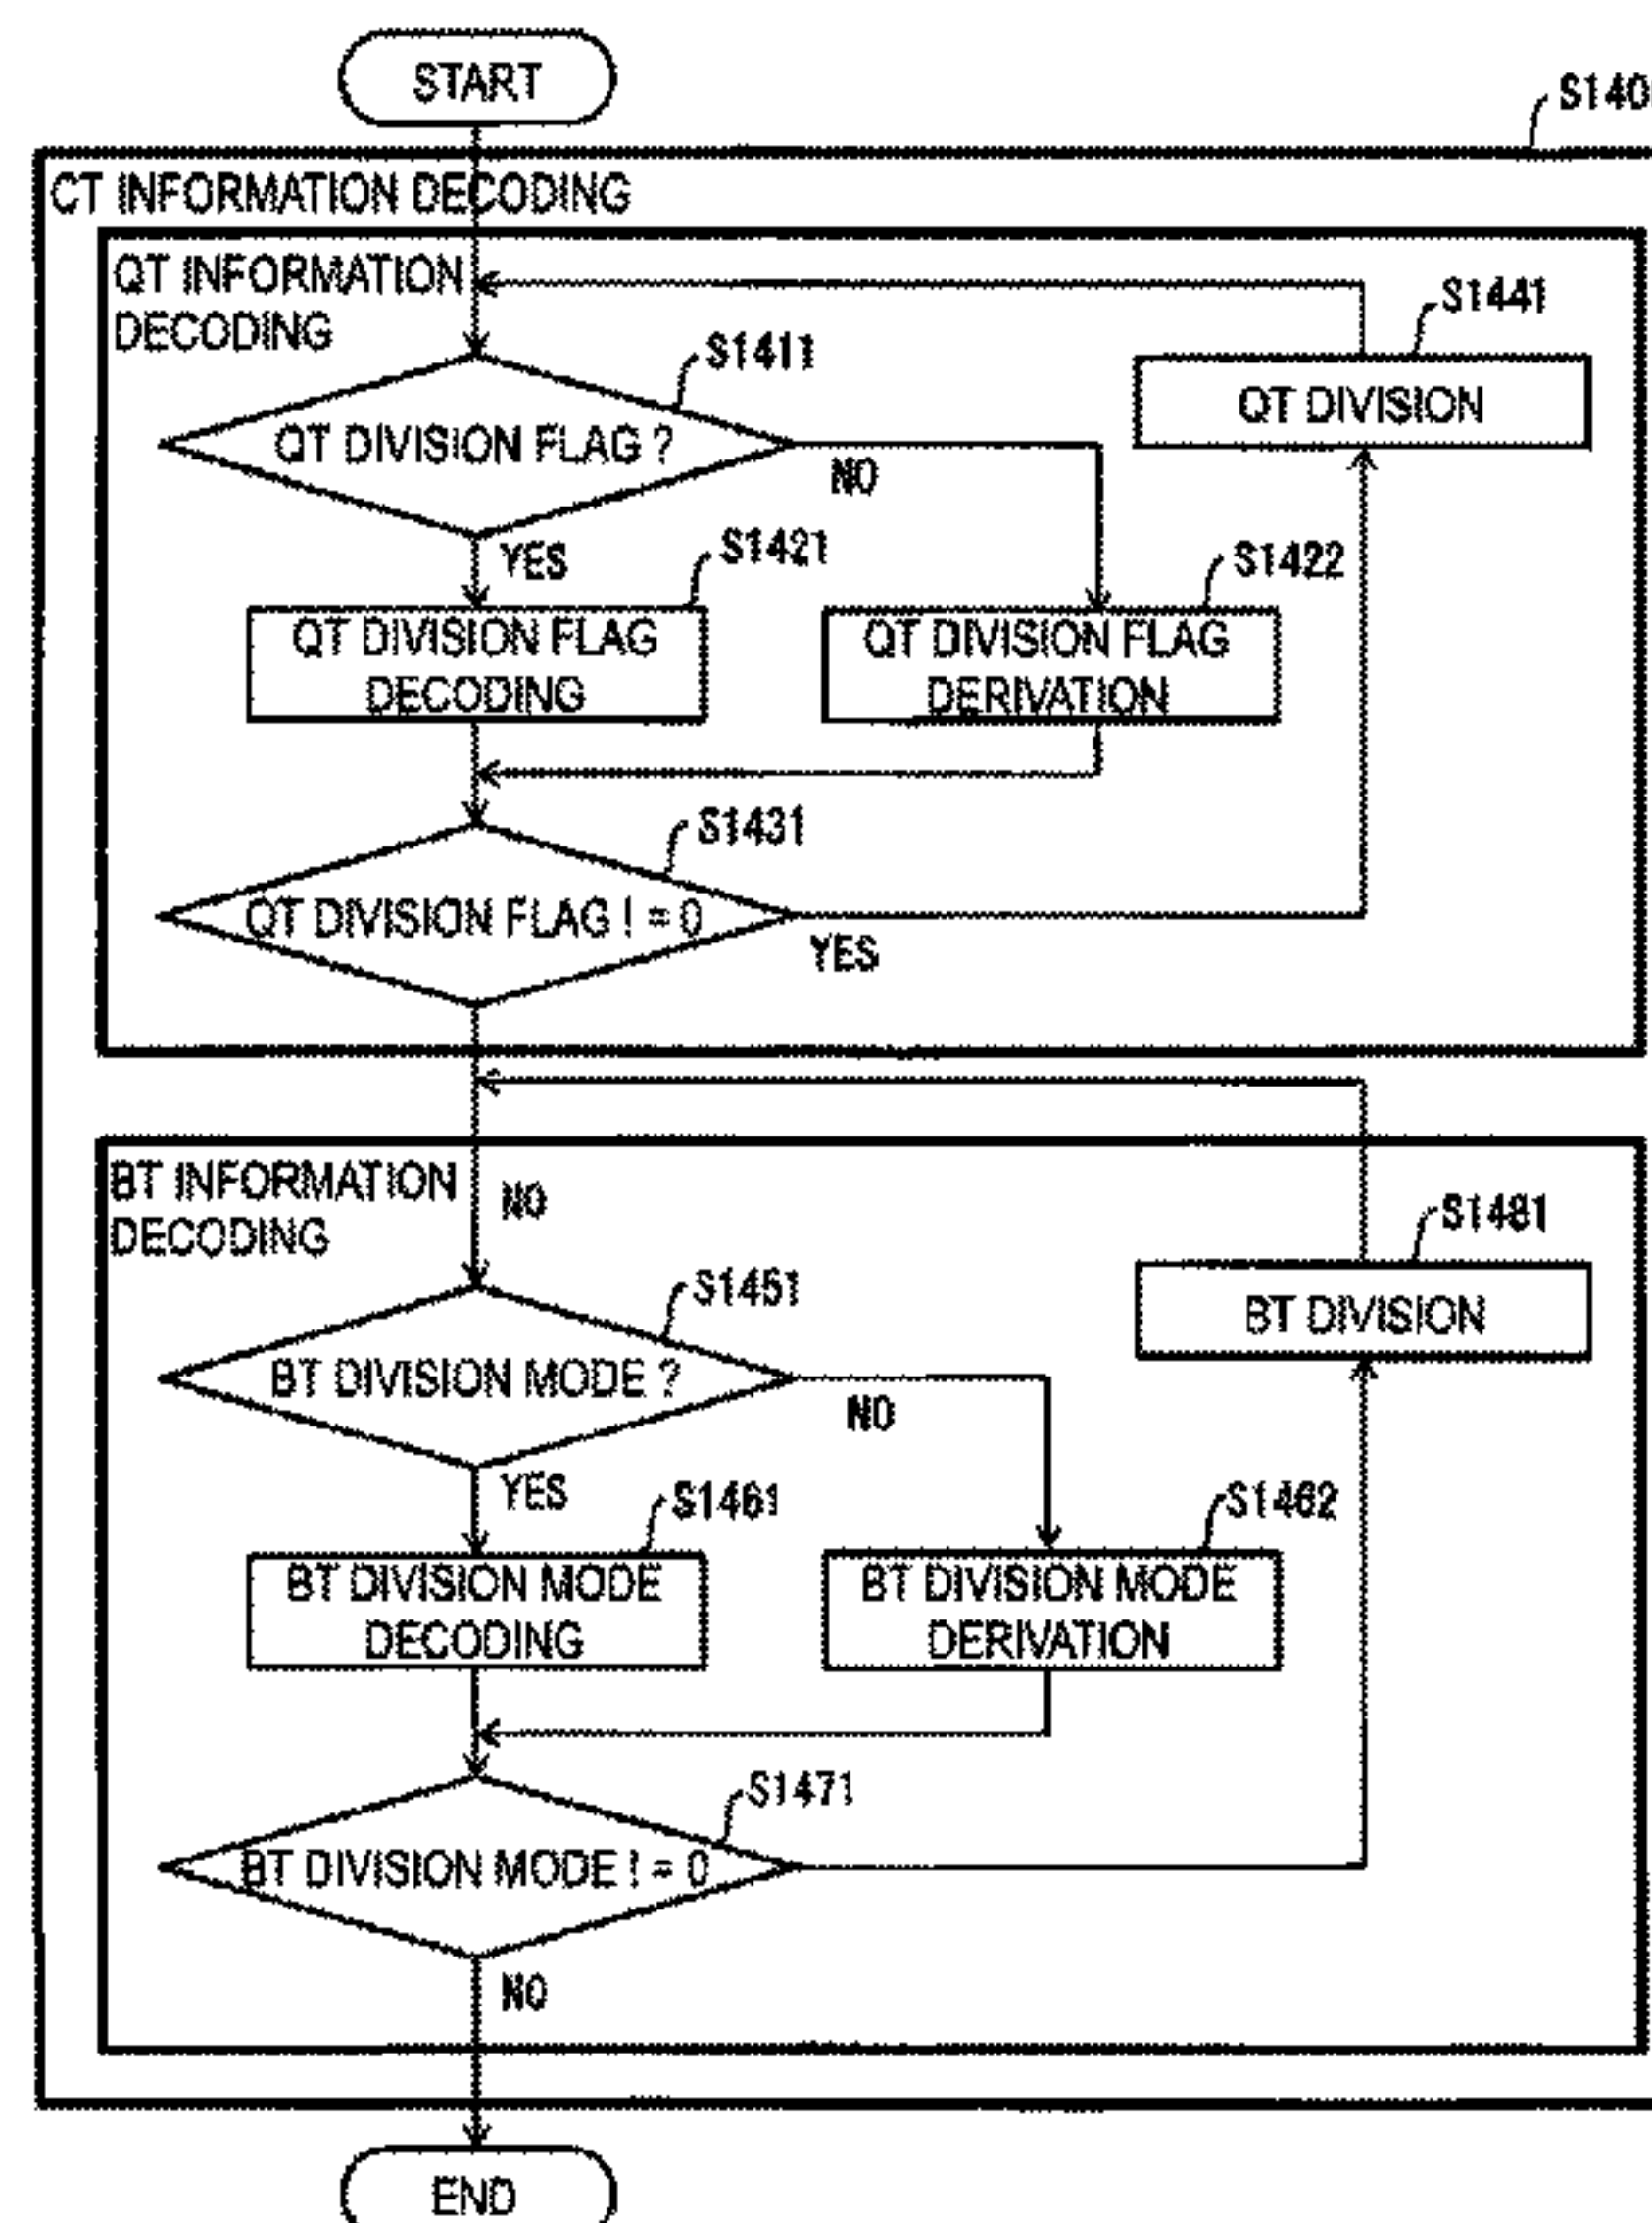 START
S140
CT INFORMATION DECODING
QT INFORMATION
DECODING
S1441
QT DIVISION
S1411
QT DIVISION FLAG ?
NO
YES
S1421
S1422
QT DIVISION FLAG
DECODING
QT DIVISION FLAG
DERIVATION
S1431
QT DIVISION FLAG ! = 0
YES
BT INFORMATION
DECODING
NO
S1481
BT DIVISION
S1451
BT DIVISION MODE ?
NO
YES
S1461
S1462
BT DIVISION MODE
DECODING
BT DIVISION MODE
DERIVATION
S1471
BT DIVISION MODE ! = 0
NO
END